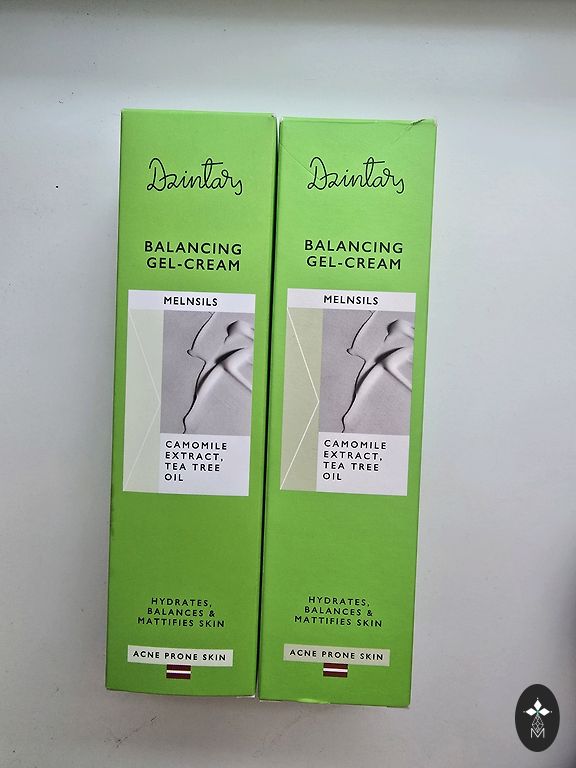 Dzintars
BALANCING
GEL-CREAM
MELNSILS
CAMOMILE
EXTRACT,
TEA TREE
OIL
HYDRATES,
BALANCES &
MATTIFIES SKIN
ACNE PRONE SKIN
Dzintars
BALANCING
GEL-CREAM
MELNSILS
CAMOMILE
EXTRACT,
TEA TREE
OIL
HYDRATES,
BALANCES &
MATTIFIES SKIN
ACNE PRONE SKIN
M